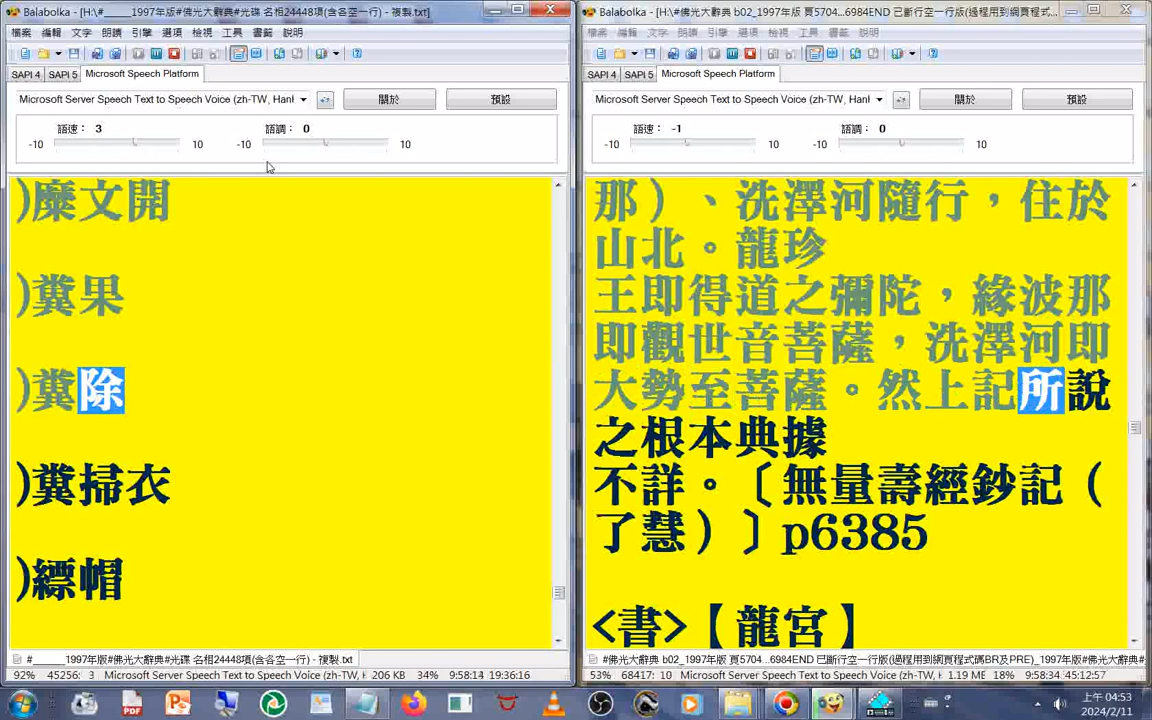 Balabolka - [H:\#_____1997年版#佛光大辭典#光碟 名相24448項(含各空一行) - 複製.txt]
檔案 編輯 文字 朗讀 引擎 選項 檢視 工具 書籤 說明
SAPI 4 SAPI 5 Microsoft Speech Platform
Microsoft Server Speech Text to Speech Voice (zh-TW, HanH
關於
預設
語速： 3
語調： 0
-10 10 -10 10
)糜文開
)糞果
)糞除
)糞掃衣
)縹帽
#_____1997年版#佛光大辭典#光碟 名相24448項(含各空一行) - 複製.txt
92% 45256: 3 Microsoft Server Speech Text to Speech Voice (zh-TW, H 206 KB 34% 9:58:14 19:36:16
Balabolka - [H:\#佛光大辭典 b02_1997年版 頁5704...6984END 已斷行空一行版(過程用到網頁程式...
檔案 編輯 文字 朗讀 引擎 選項 檢視 工具 書籤 說明
SAPI 4 SAPI 5 Microsoft Speech Platform
Microsoft Server Speech Text to Speech Voice (zh-TW, HanH
關於
預設
語速： -1
語調： 0
-10 10 -10 10
那）、洗澤河隨行，住於
山北。龍珍
王即得道之彌陀，緣波那
即觀世音菩薩，洗澤河即
大勢至菩薩。然上記所說
之根本典據
不詳。〔無量壽經鈔記（
了慧）〕p6385
<書>【龍宮】
#佛光大辭典 b02_1997年版 頁5704...6984END 已斷行空一行版(過程用到網頁程式碼BR及PRE)_1997年版#
53% 68417: 10 Microsoft Server Speech Text to Speech Voice (zh-TW, H 1.19 ME 18% 9:58:34 45:12:57
上午 04:53
2024/2/11